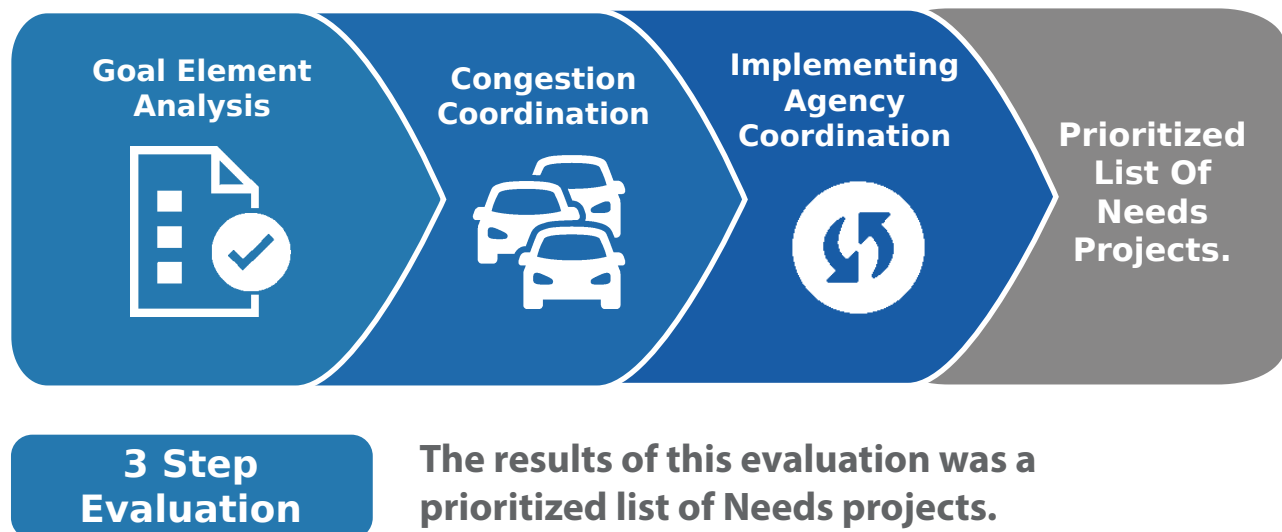 Goal Element
Analysis
Congestion
Coordination
Implementing
Agency
Coordination
Prioritized
List Of
Needs
Projects.
3 Step
Evaluation
The results of this evaluation was a
prioritized list of Needs projects.